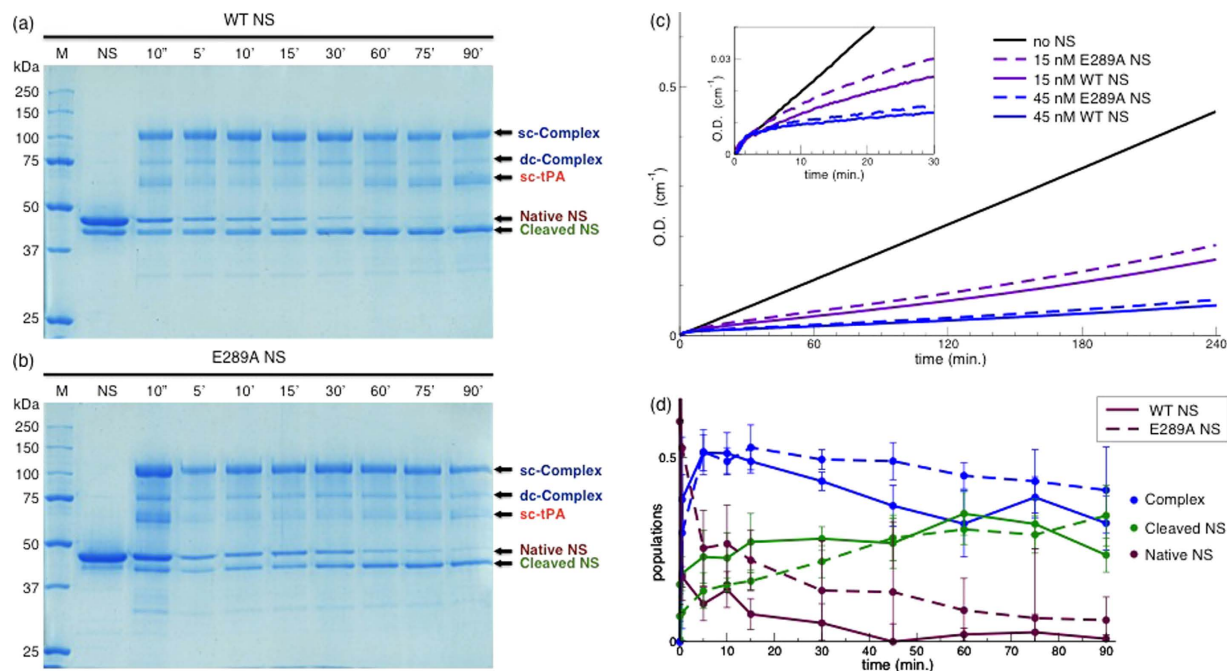 (a)
WT NS
M NS 10" 5' 10' 15' 30' 60' 75' 90'
kDa
250
150
100
75
50
37
25
sc-Complex
dc-Complex
sc-tPA
Native NS
Cleaved NS
(b)
E289A NS
M NS 10" 5' 10' 15' 30' 60' 75' 90'
kDa
250
150
100
75
50
37
25
sc-Complex
dc-Complex
sc-tPA
Native NS
Cleaved NS
(c)
no NS
15 nM E289A NS
15 nM WT NS
45 nM E289A NS
45 nM WT NS
0.03
O.D. (cm⁻¹)
0
0 10 20 30
time (min.)
0.5
O.D. (cm⁻¹)
0
0 60 120 180 240
time (min.)
(d)
WT NS
E289A NS
Complex
Cleaved NS
Native NS
0.5
populations
0
0 10 20 30 40 50 60 70 80 90
time (min.)